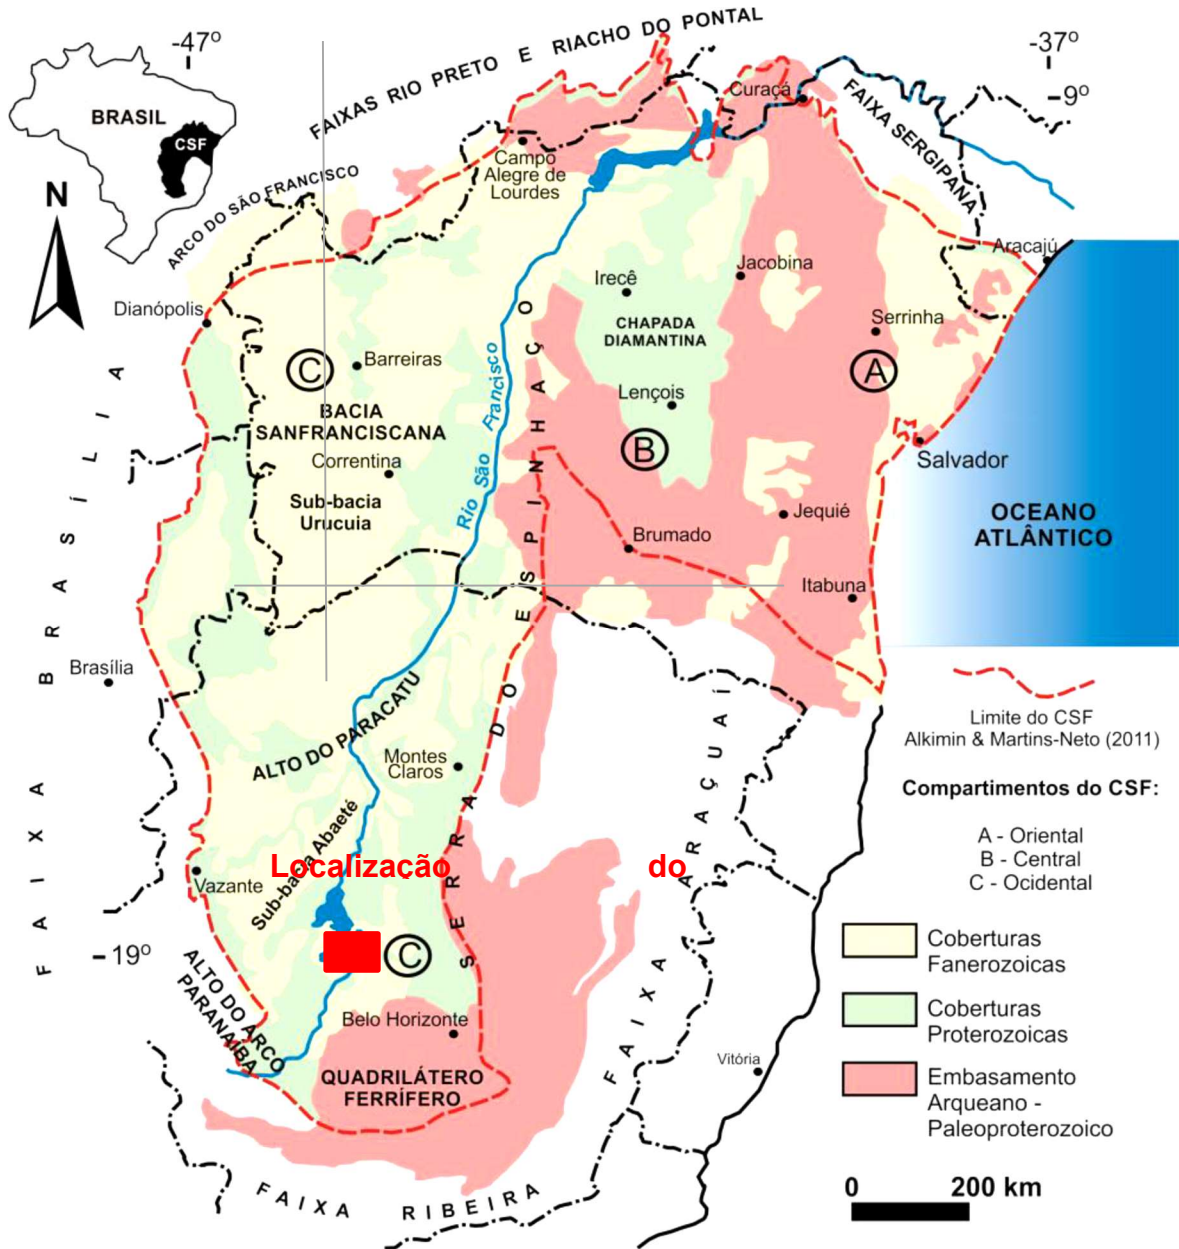 -47º
-37º
-9º
FAIXAS RIO PRETO E RIACHO DO PONTAL
BRASIL
CSF
N
ARCO DO SÃO FRANCISCO
Curaçá
FAIXA SERGIPANA
Campo
Alegre de
Lourdes
Aracajú
Dianópolis
Irecê
Jacobina
CHAPADA
DIAMANTINA
Serrinha
Barreiras
C
A
Lençois
BACIA
SANFRANCISCANA
Rio São Francisco
B
Correntina
Salvador
Sub-bacia
Urucuia
Jequié
OCEANO
ATLÂNTICO
Brumado
Itabuna
FAIXA BRASÍLIA
Brasília
SERRA DO ESPINHAÇO
ALTO DO PARACATU
Montes
Claros
Limite do CSF
Alkimin & Martins-Neto (2011)
Compartimentos do CSF:
A - Oriental
B - Central
C - Ocidental
Sub-bacia Abaeté
Localização do
Vazante
FAIXA ARAÇUAÍ
-19º
C
ALTO DO ARCO
PARANAÍBA
Belo Horizonte
QUADRILÁTERO
FERRÍFERO
Vitória
Coberturas
Fanerozoicas
Coberturas
Proterozoicas
Embasamento
Arqueano -
Paleoproterozoico
FAIXA RIBEIRA
0 200 km